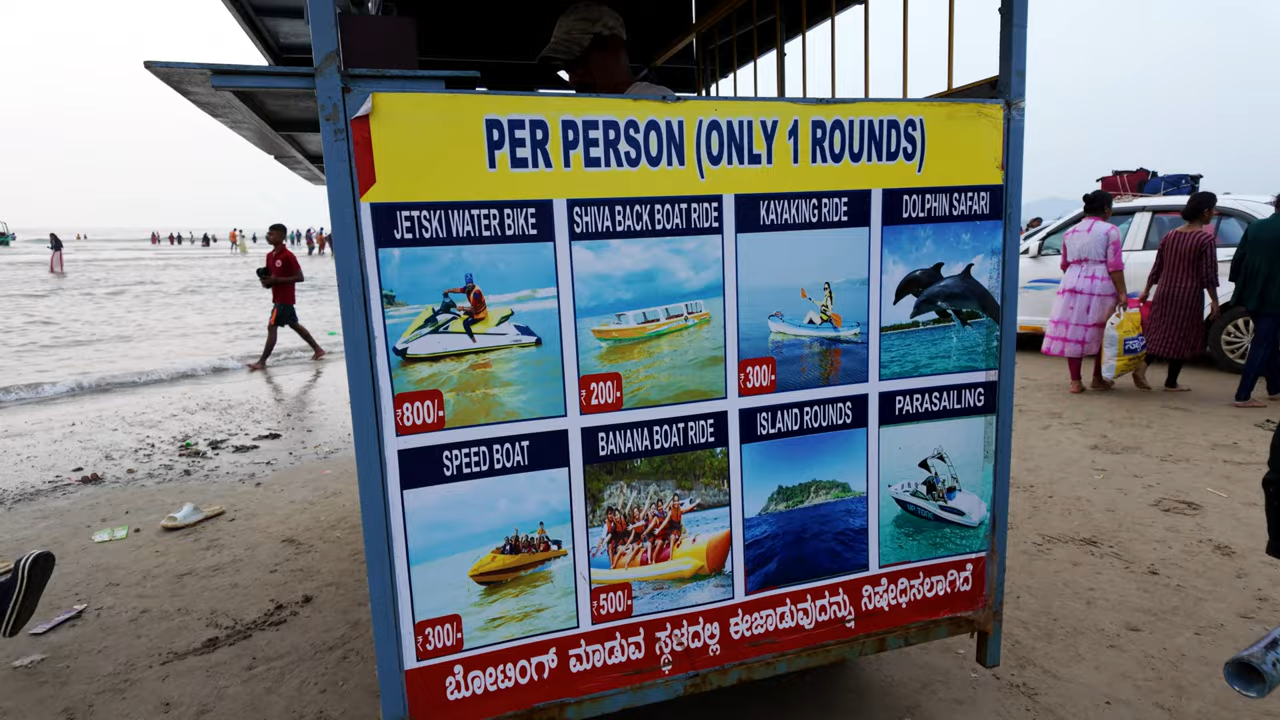 PER PERSON (ONLY 1 ROUNDS)
JETSKI WATER BIKE
₹800/-
SHIVA BACK BOAT RIDE
₹200/-
KAYAKING RIDE
₹300/-
DOLPHIN SAFARI
SPEED BOAT
₹300/-
BANANA BOAT RIDE
₹500/-
ISLAND ROUNDS
PARASAILING
ಬೋಟಿಂಗ್ ಮಾಡುವ ಸ್ಥಳದಲ್ಲಿ ಈಜಾಡುವುದನ್ನು ನಿಷೇಧಿಸಲಾಗಿದೆ